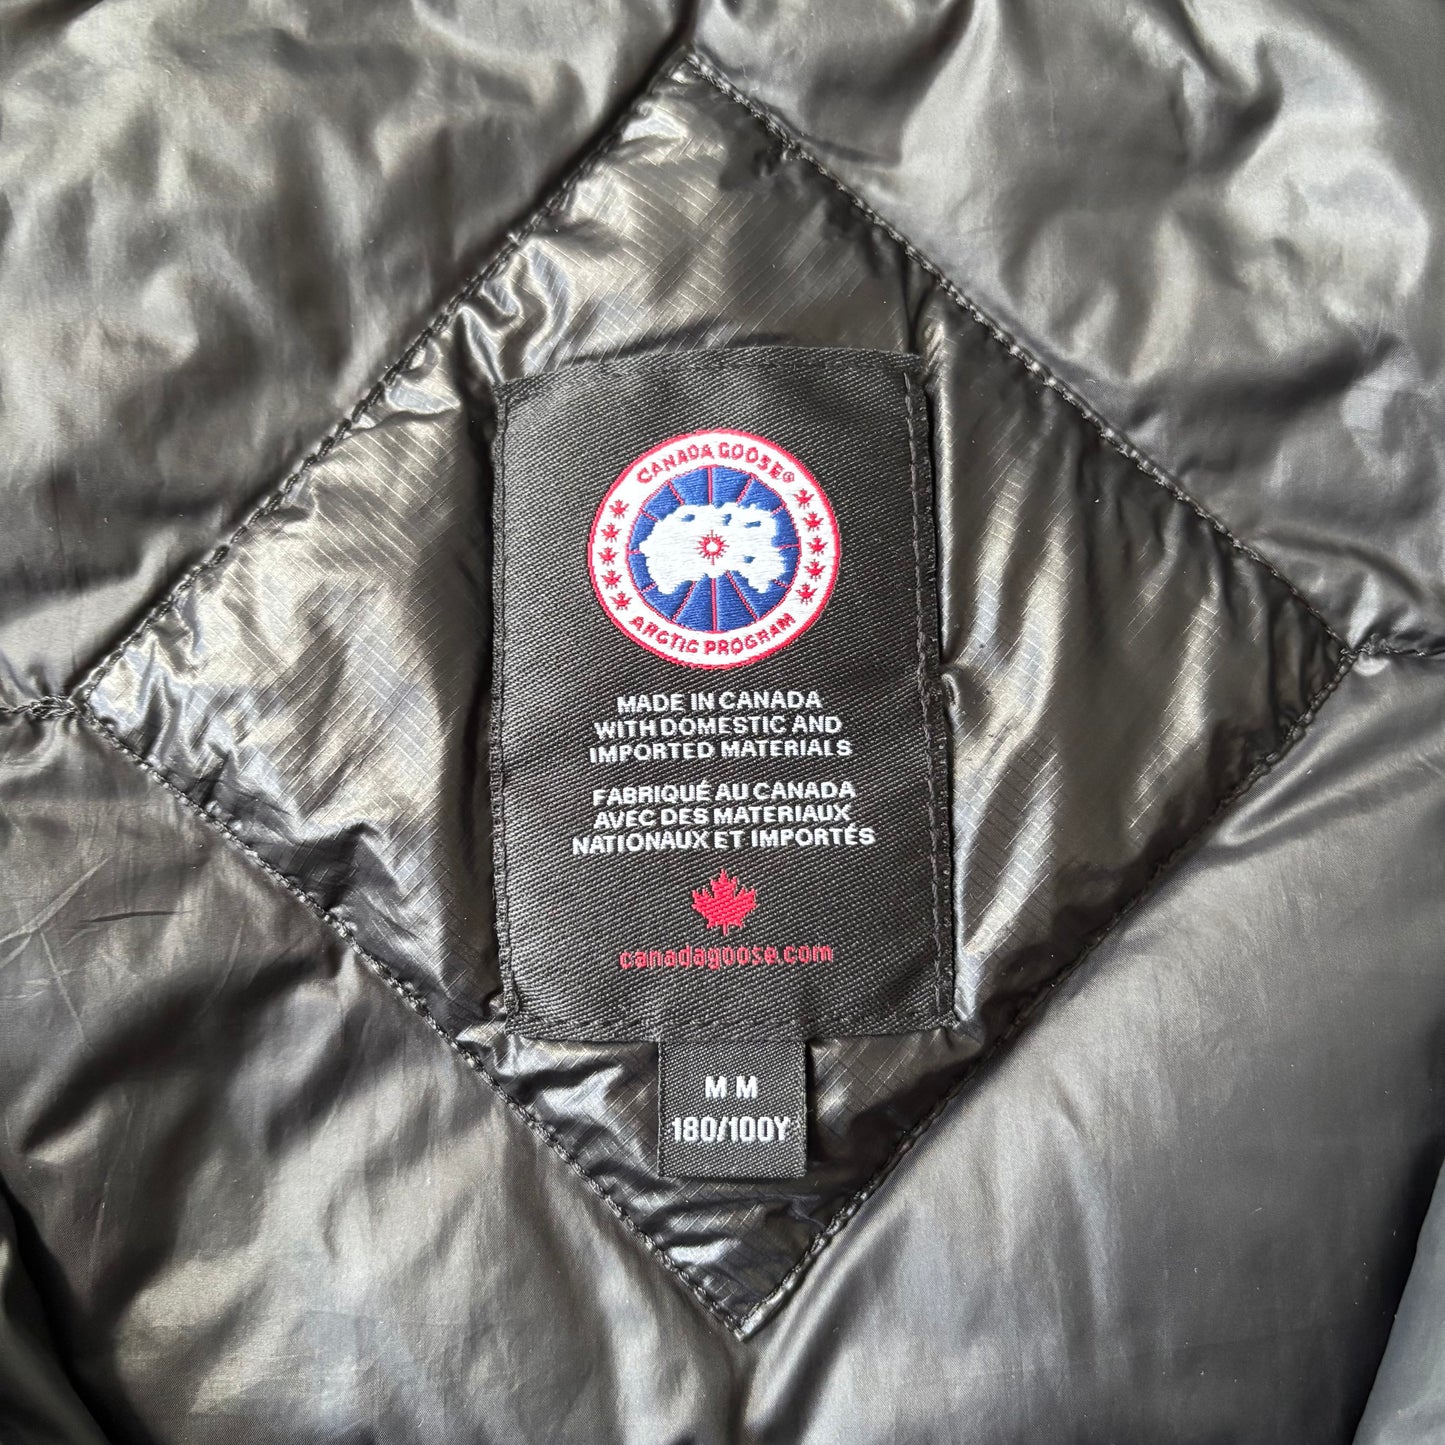 CANADA GOOSE®
ARCTIC PROGRAM
MADE IN CANADA
WITH DOMESTIC AND
IMPORTED MATERIALS
FABRIQUÉ AU CANADA
AVEC DES MATERIAUX
NATIONAUX ET IMPORTÉS
canadagoose.com
M M
180/100Y